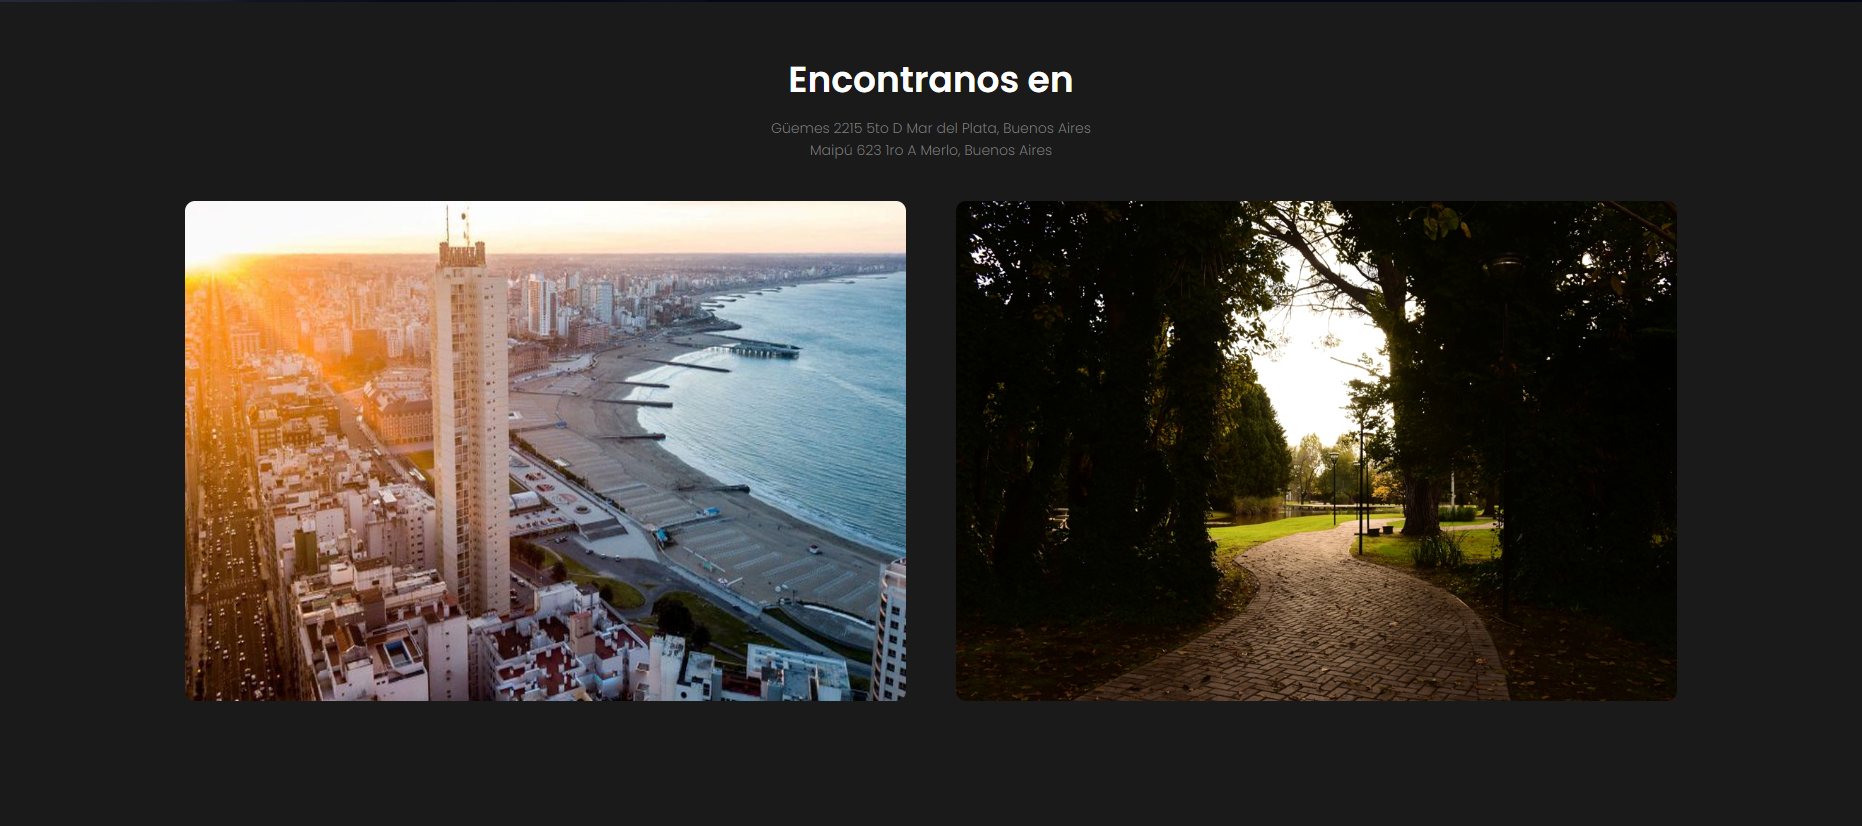 Encontranos en
Güemes 2215 5to D Mar del Plata, Buenos Aires
Maipú 623 1ro A Merlo, Buenos Aires